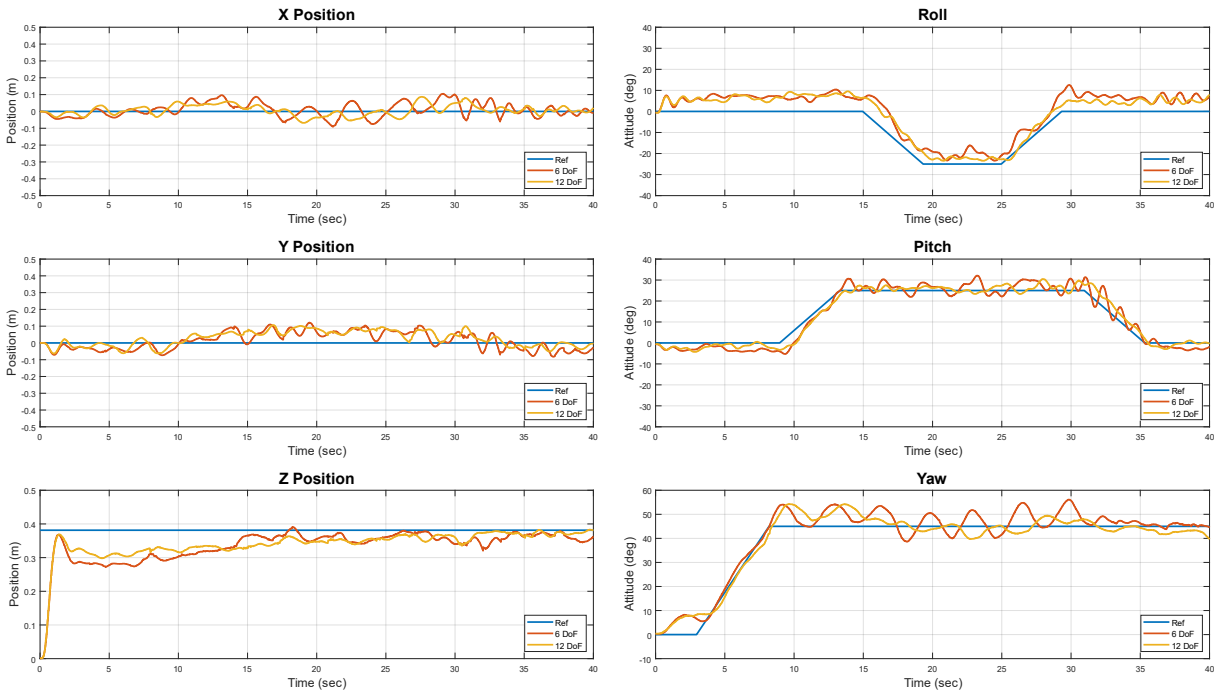 X Position
Position (m)
0.5
0.4
0.3
0.2
0.1
0
-0.1
-0.2
-0.3
-0.4
-0.5
0 5 10 15 20 25 30 35 40
Time (sec)
Ref
6 DoF
12 DoF
Roll
Attitude (deg)
40
30
20
10
0
-10
-20
-30
-40
0 5 10 15 20 25 30 35 40
Time (sec)
Ref
6 DoF
12 DoF
Y Position
Position (m)
0.5
0.4
0.3
0.2
0.1
0
-0.1
-0.2
-0.3
-0.4
-0.5
0 5 10 15 20 25 30 35 40
Time (sec)
Ref
6 DoF
12 DoF
Pitch
Attitude (deg)
40
30
20
10
0
-10
-20
-30
-40
0 5 10 15 20 25 30 35 40
Time (sec)
Ref
6 DoF
12 DoF
Z Position
Position (m)
0.5
0.4
0.3
0.2
0.1
0
0 5 10 15 20 25 30 35 40
Time (sec)
Ref
6 DoF
12 DoF
Yaw
Attitude (deg)
60
50
40
30
20
10
0
-10
0 5 10 15 20 25 30 35 40
Time (sec)
Ref
6 DoF
12 DoF